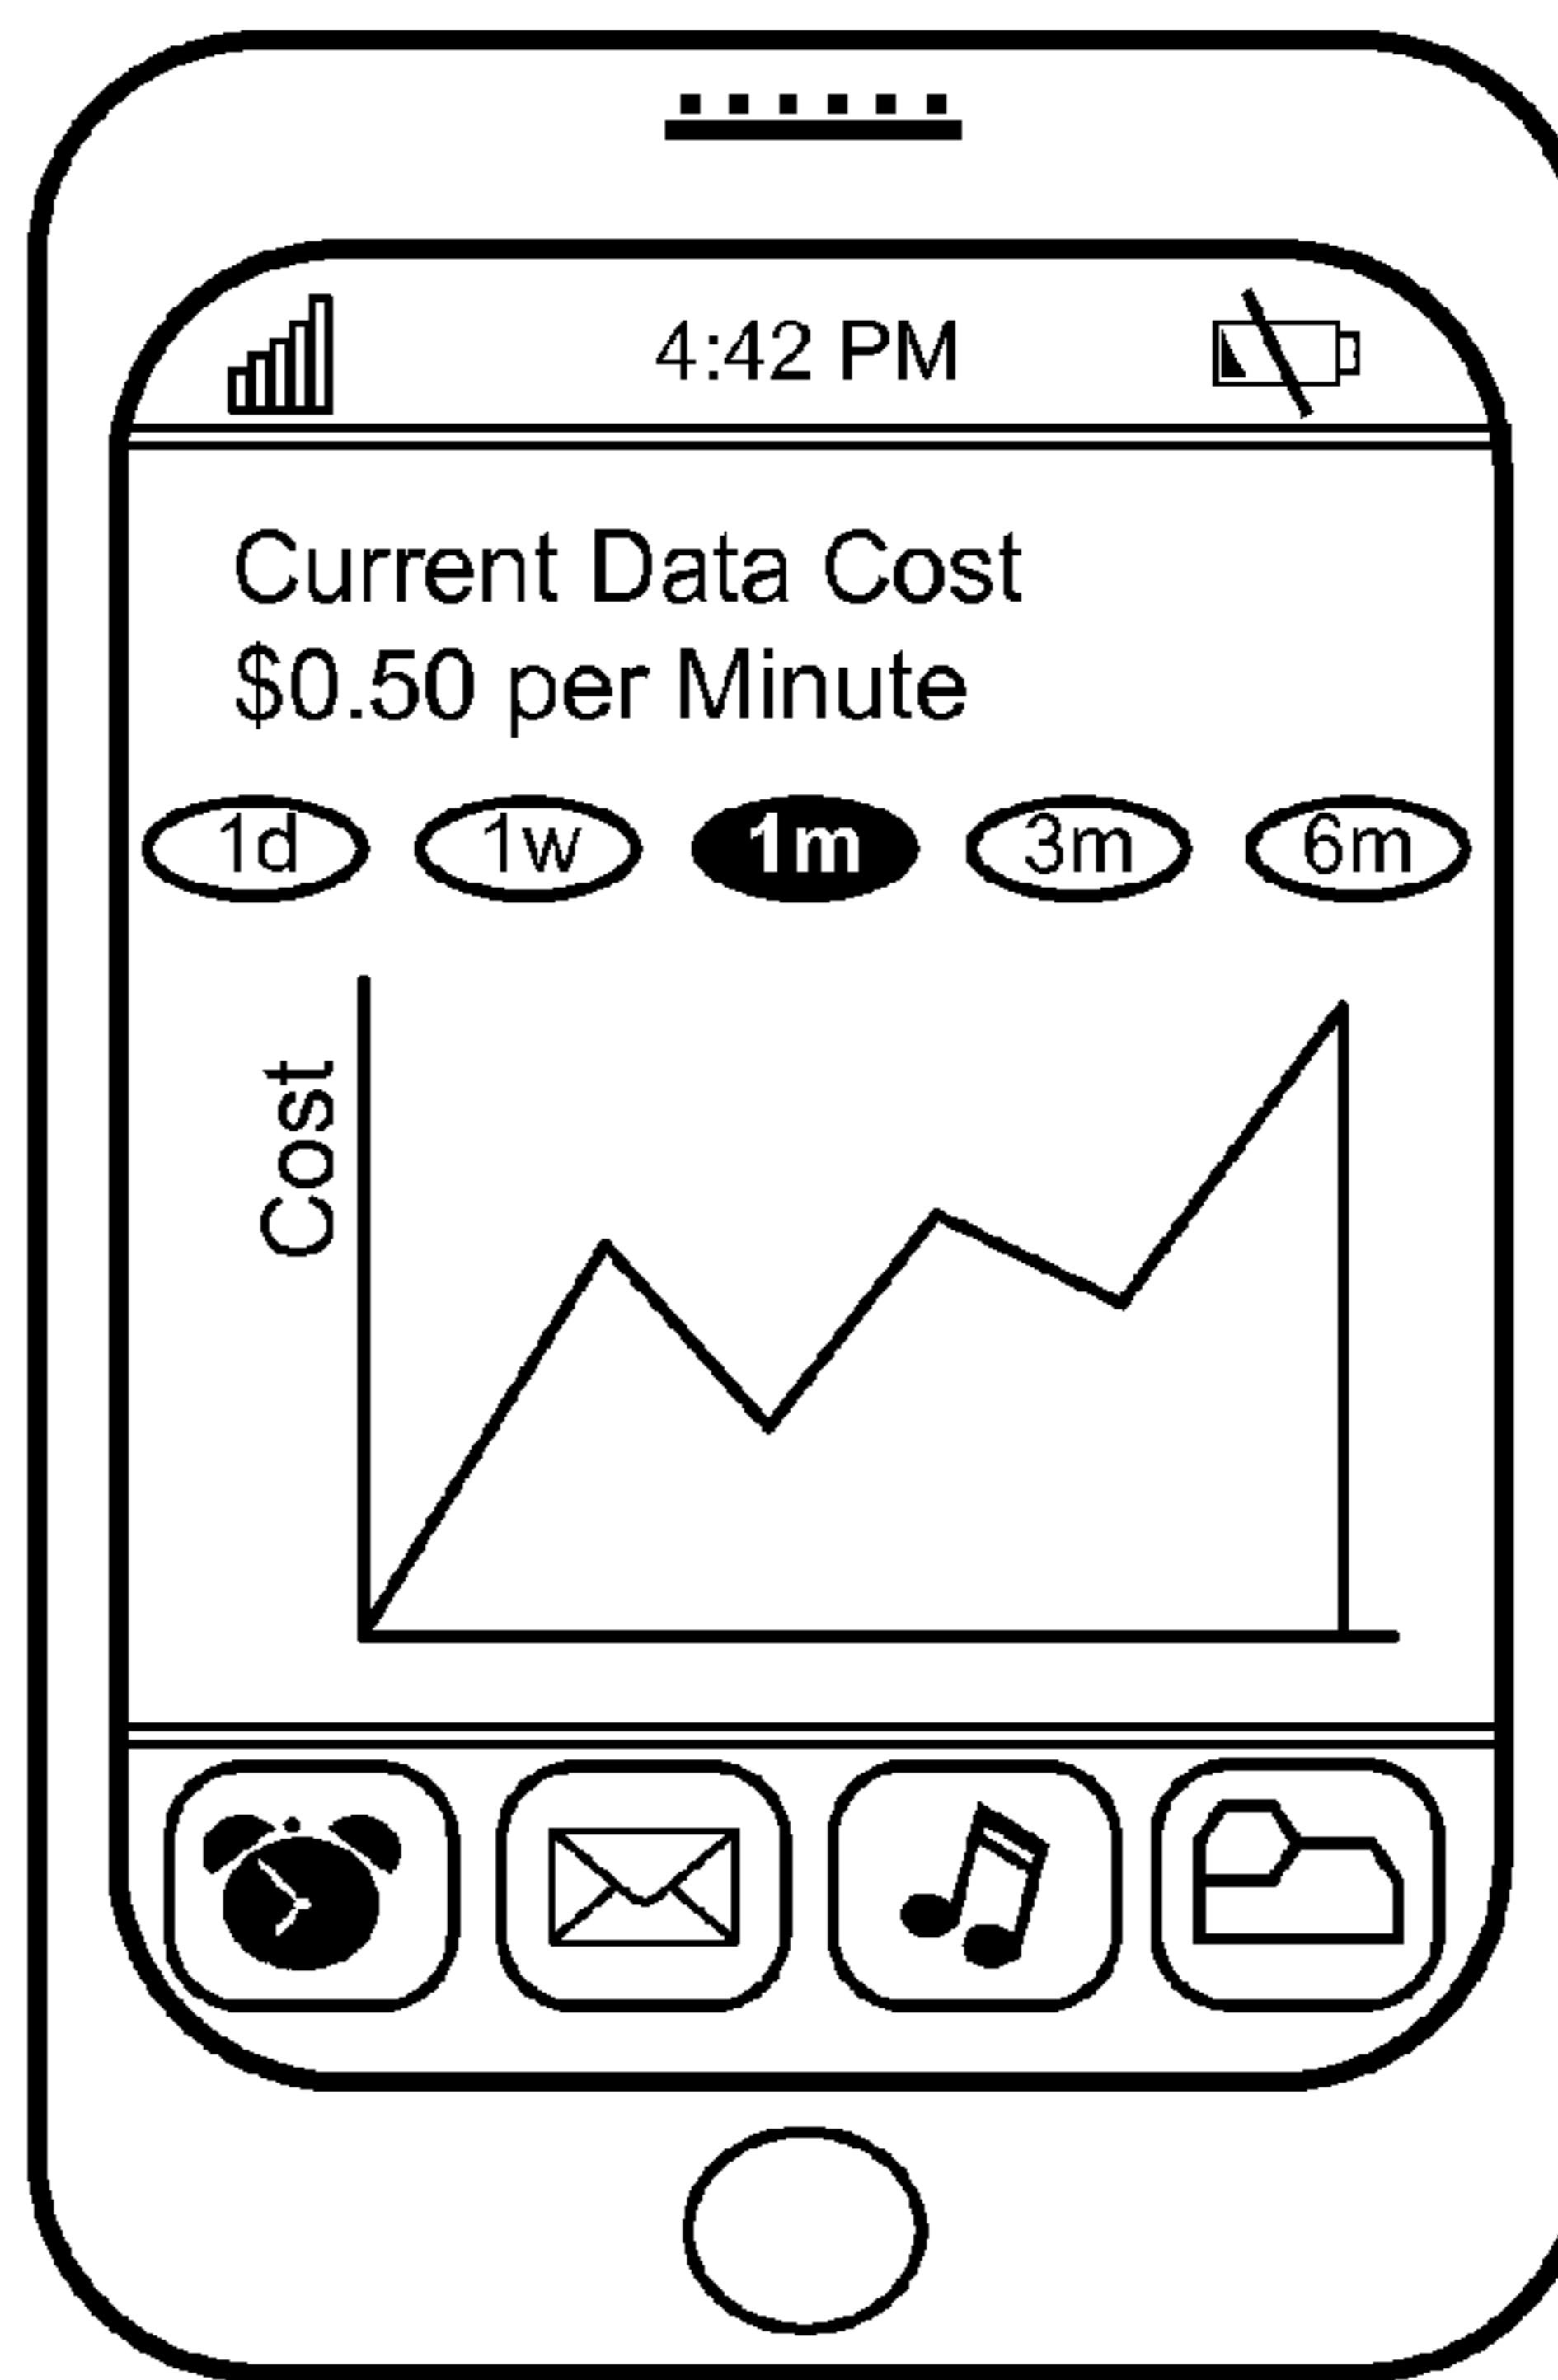 4:42 PM
Current Data Cost
$0.50 per Minute
1d 1w 1m 3m 6m
Cost